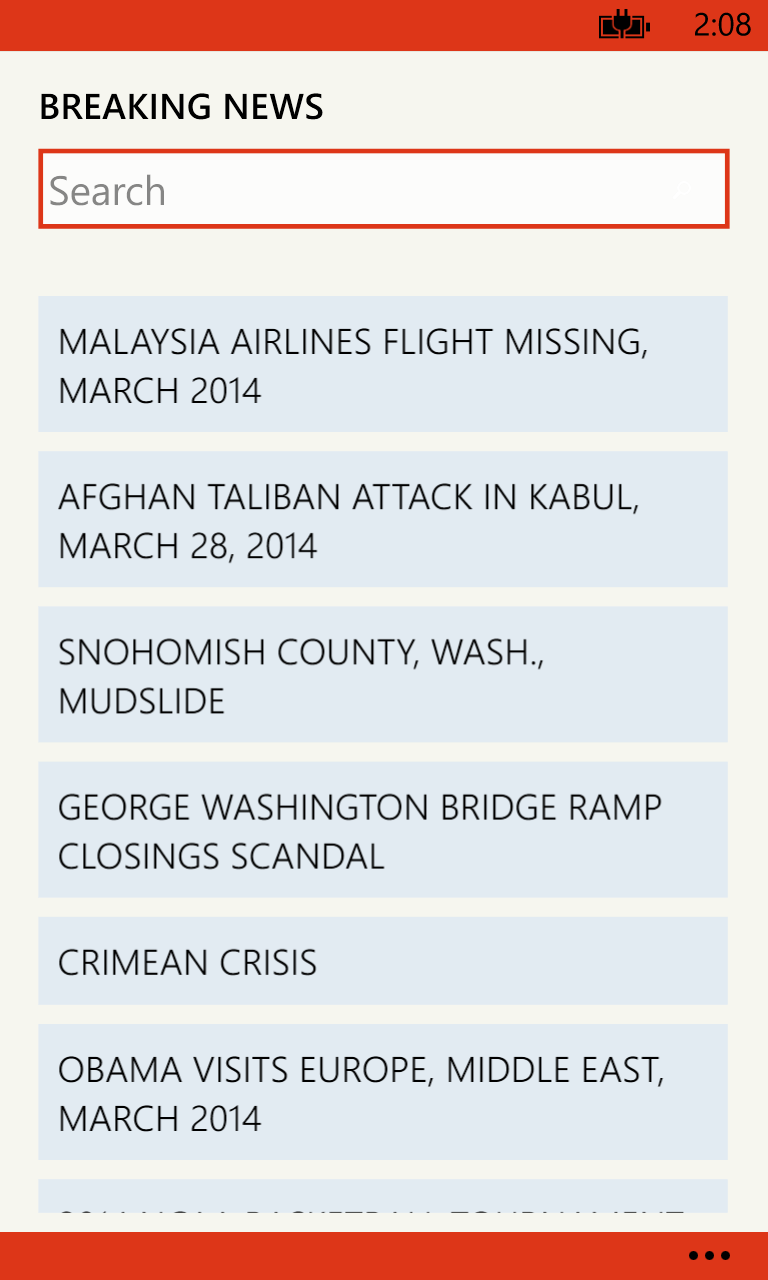 2:08
BREAKING NEWS
Search
MALAYSIA AIRLINES FLIGHT MISSING,
MARCH 2014
AFGHAN TALIBAN ATTACK IN KABUL,
MARCH 28, 2014
SNOHOMISH COUNTY, WASH.,
MUDSLIDE
GEORGE WASHINGTON BRIDGE RAMP
CLOSINGS SCANDAL
CRIMEAN CRISIS
OBAMA VISITS EUROPE, MIDDLE EAST,
MARCH 2014